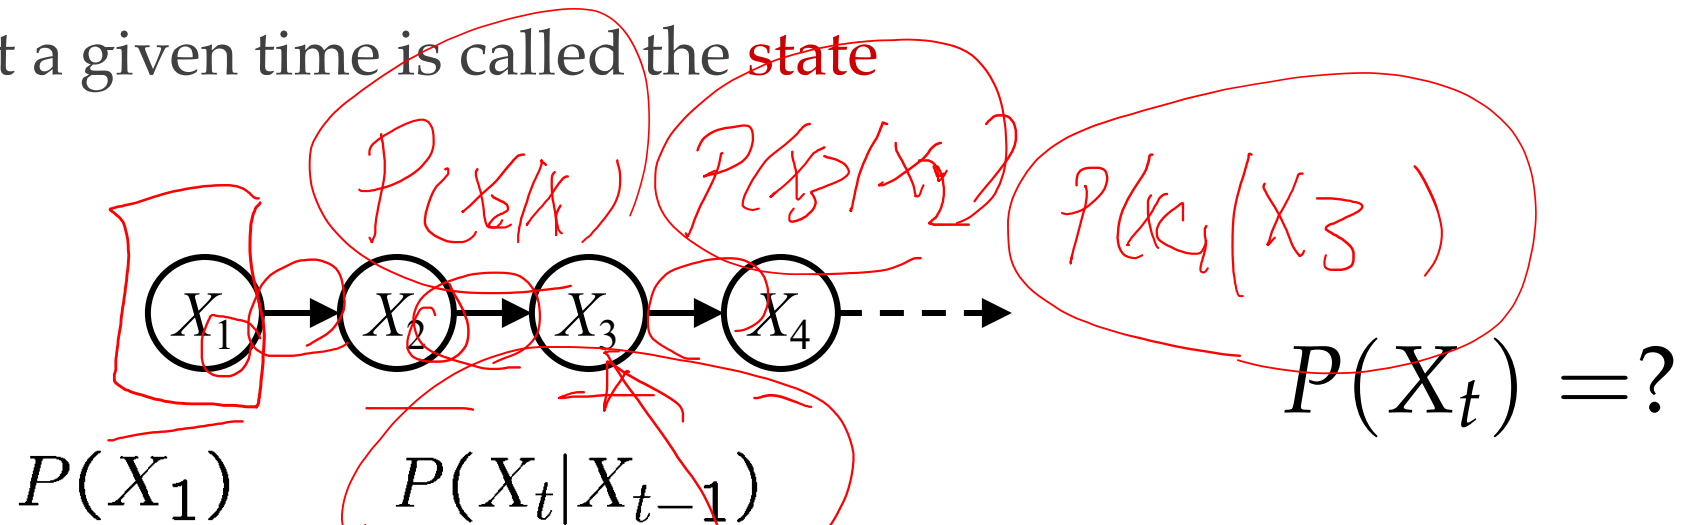 t a given time is called the state
P(X2|X) P(X3|X2) P(X4|X3)
X1 X2 X3 X4
P(Xt) =?
P(X1) P(Xt|Xt−1)